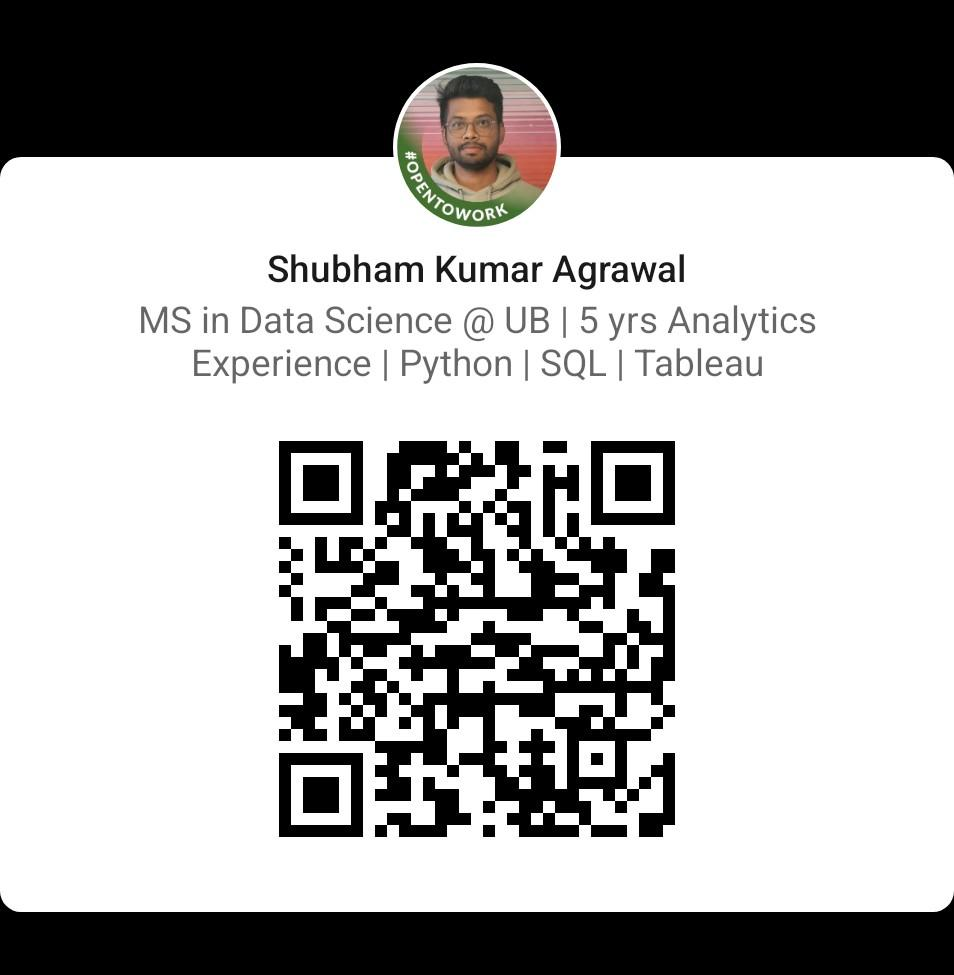 #OPENTOWORK
Shubham Kumar Agrawal
MS in Data Science @ UB | 5 yrs Analytics
Experience | Python | SQL | Tableau